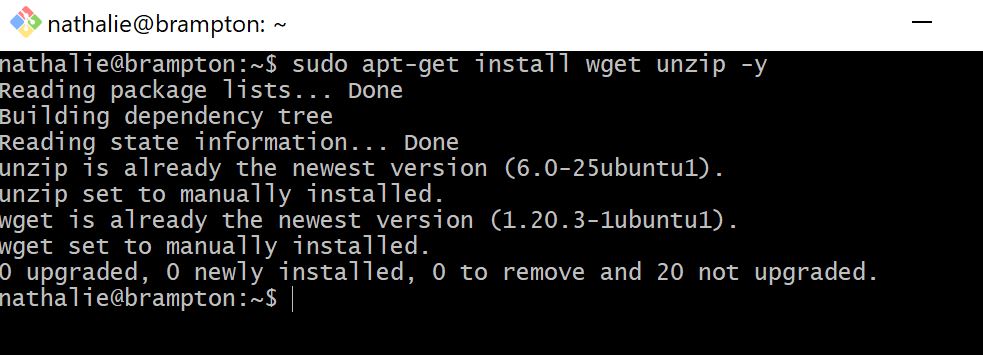 nathalie@brampton: ~
nathalie@brampton:~$ sudo apt-get install wget unzip -y
Reading package lists... Done
Building dependency tree
Reading state information... Done
unzip is already the newest version (6.0-25ubuntu1).
unzip set to manually installed.
wget is already the newest version (1.20.3-1ubuntu1).
wget set to manually installed.
0 upgraded, 0 newly installed, 0 to remove and 20 not upgraded.
nathalie@brampton:~$